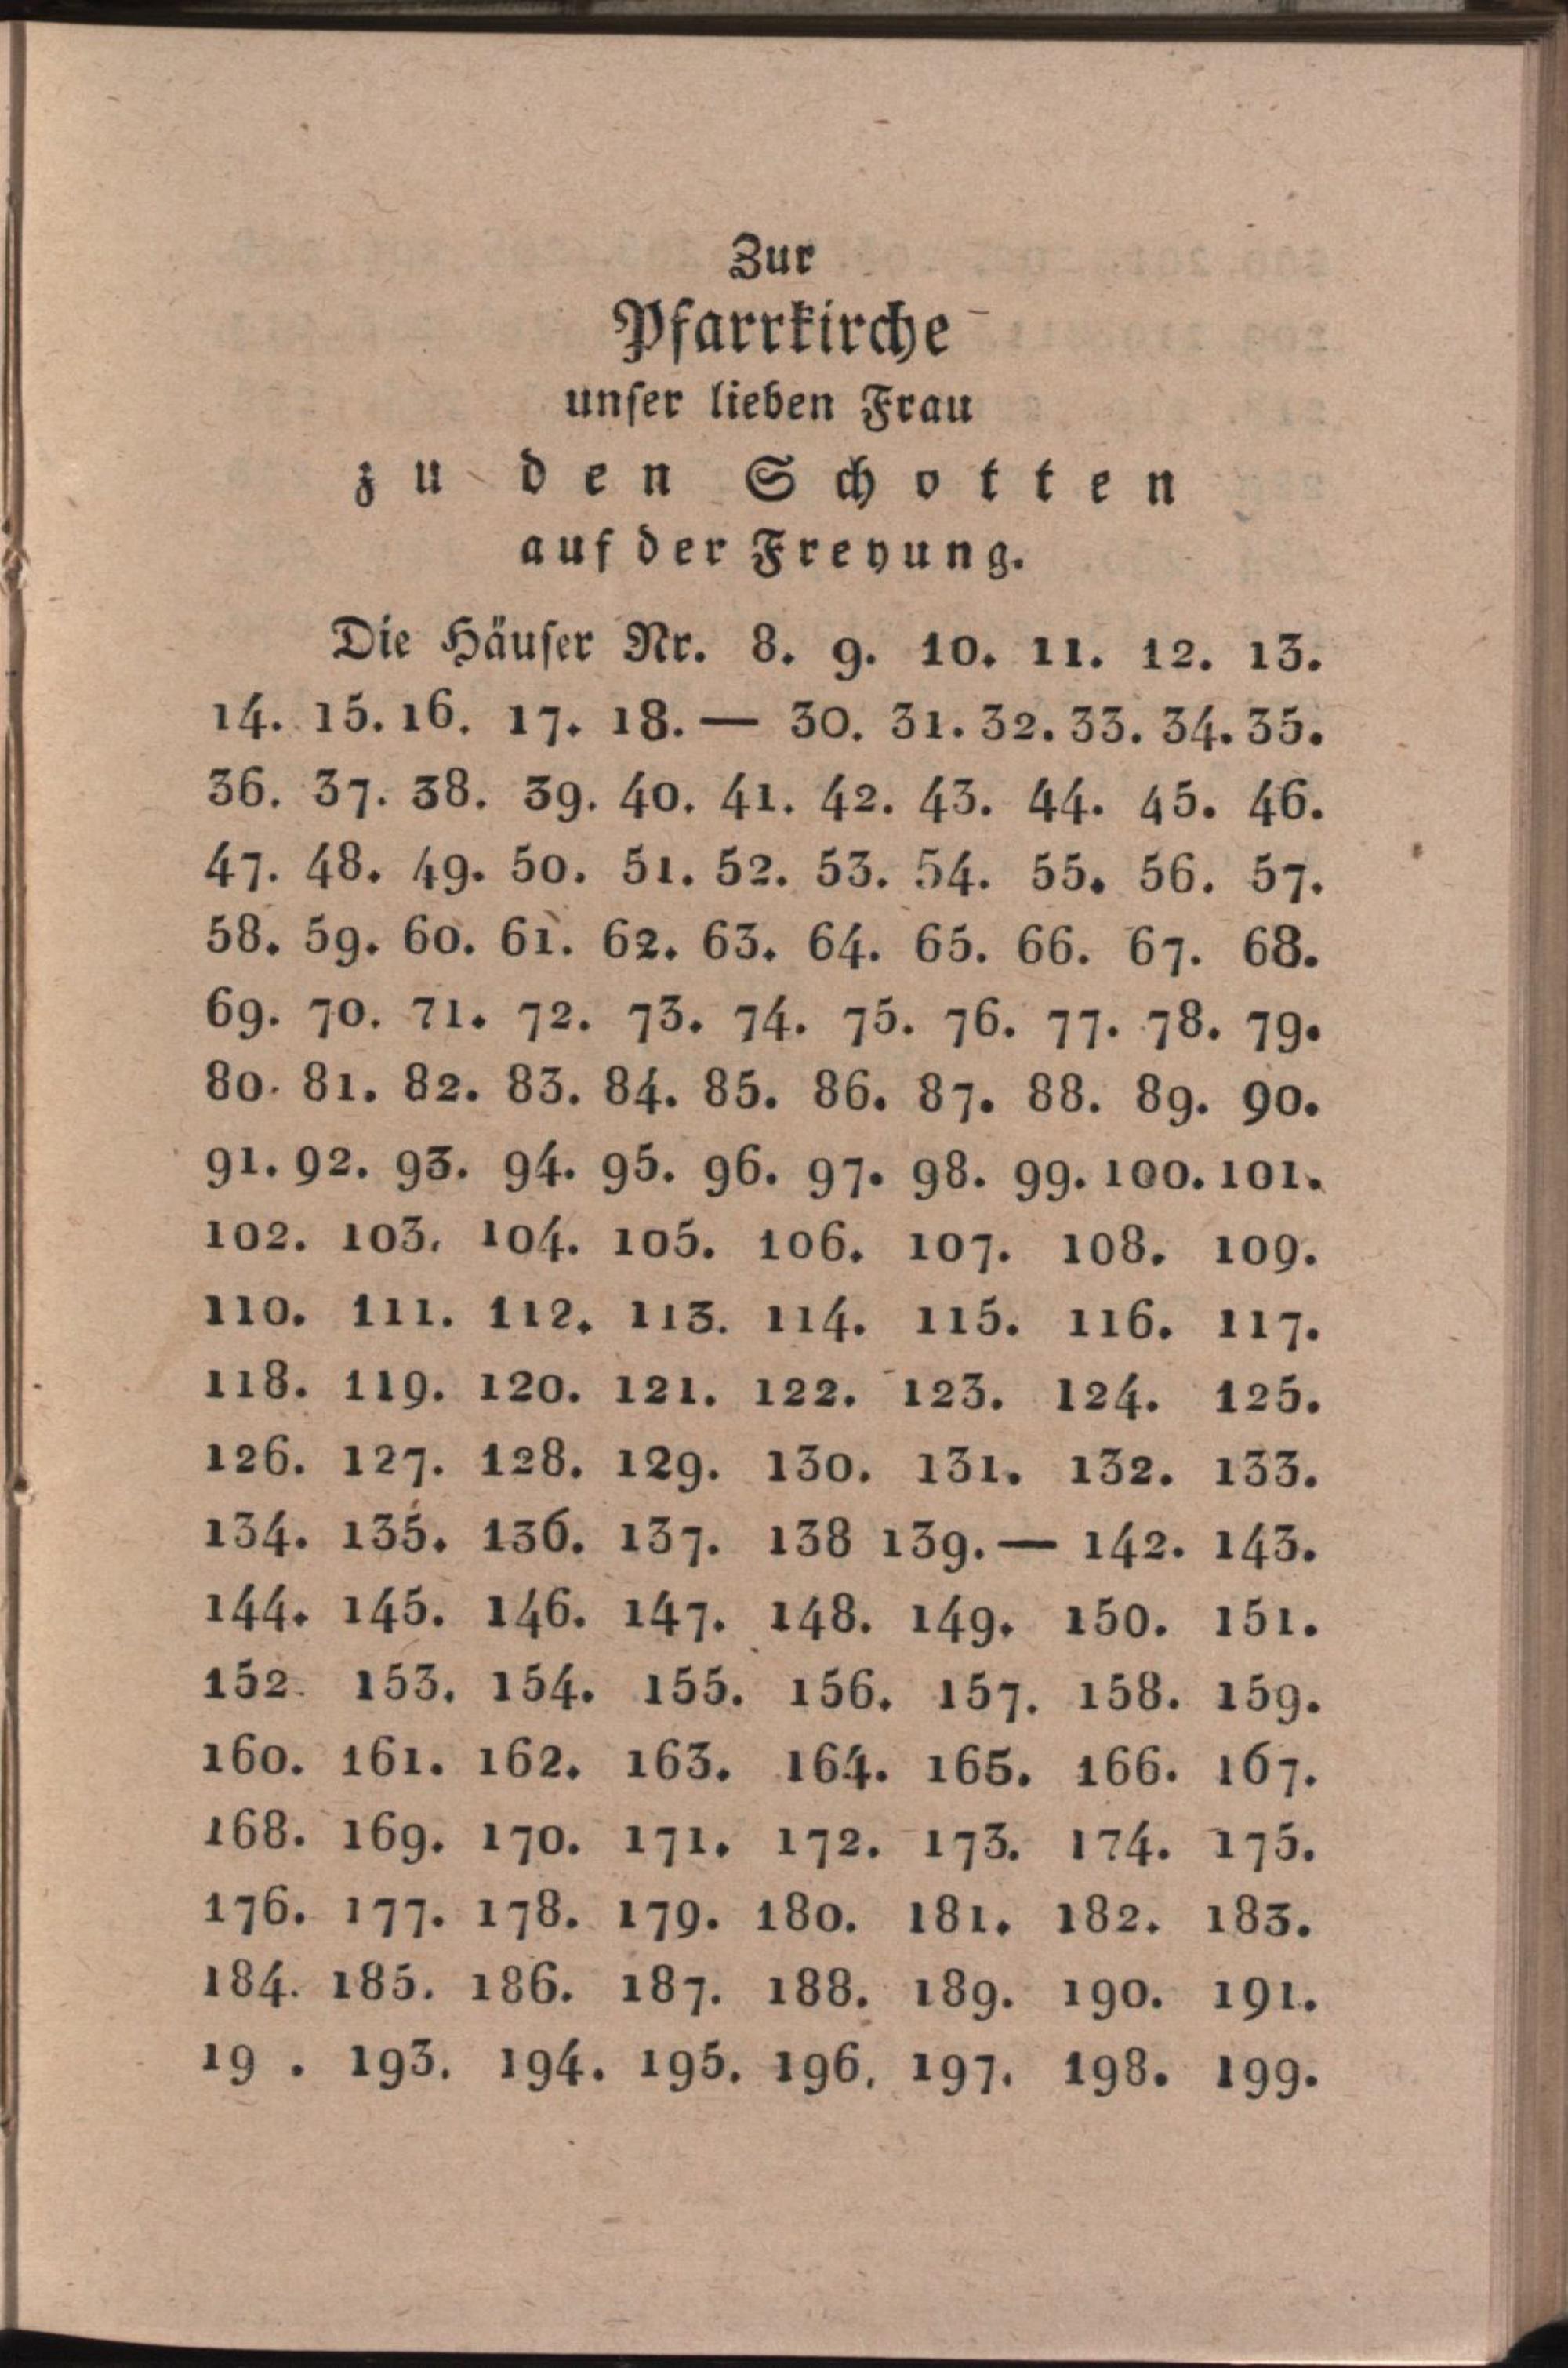 Zur
Pfarrkirche
unſer lieben Frau
zu den Schotten
auf der Freyung.
Die Häuſer Nr. 8. 9. 10. 11. 12. 13.
14. 15. 16. 17. 18. — 30. 31. 32. 33. 34. 35.
36. 37. 38. 39. 40. 41. 42. 43. 44. 45. 46.
47. 48. 49. 50. 51. 52. 53. 54. 55. 56. 57.
58. 59. 60. 61. 62. 63. 64. 65. 66. 67. 68.
69. 70. 71. 72. 73. 74. 75. 76. 77. 78. 79.
80. 81. 82. 83. 84. 85. 86. 87. 88. 89. 90.
91. 92. 93. 94. 95. 96. 97. 98. 99. 100. 101.
102. 103. 104. 105. 106. 107. 108. 109.
110. 111. 112. 113. 114. 115. 116. 117.
118. 119. 120. 121. 122. 123. 124. 125.
126. 127. 128. 129. 130. 131. 132. 133.
134. 135. 136. 137. 138 139. — 142. 143.
144. 145. 146. 147. 148. 149. 150. 151.
152. 153. 154. 155. 156. 157. 158. 159.
160. 161. 162. 163. 164. 165. 166. 167.
168. 169. 170. 171. 172. 173. 174. 175.
176. 177. 178. 179. 180. 181. 182. 183.
184. 185. 186. 187. 188. 189. 190. 191.
19 . 193. 194. 195. 196. 197. 198. 199.